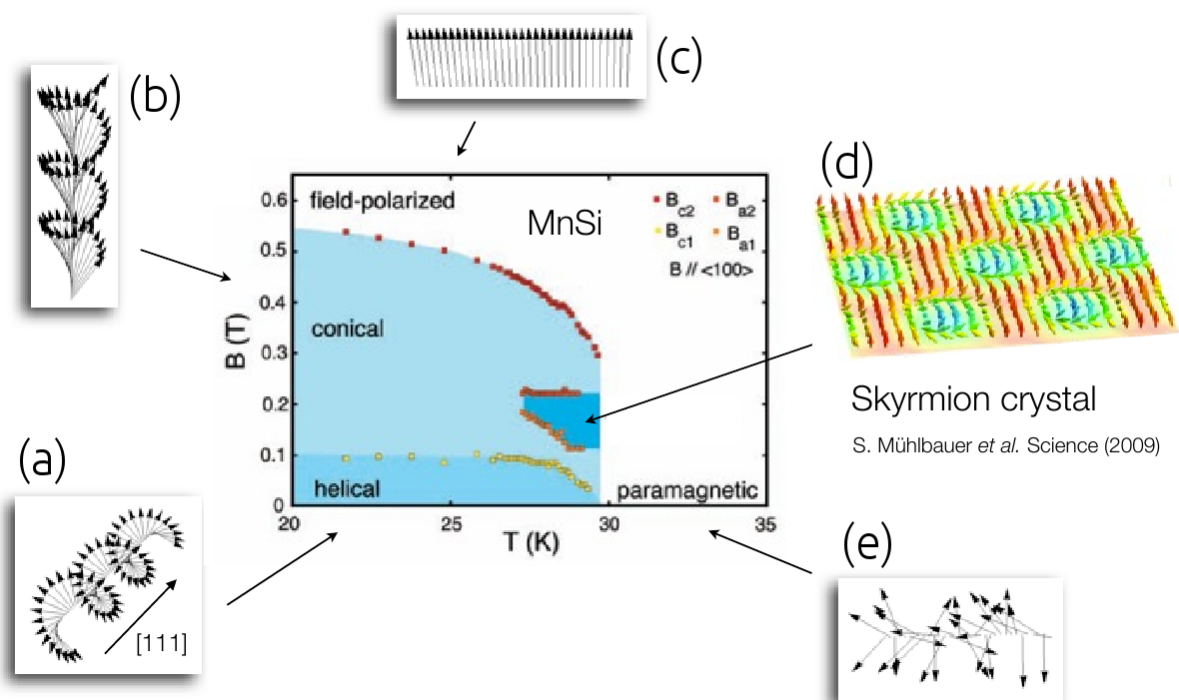 (c)
(b)
(d)
0.6
field-polarized
MnSi
B_c2
B_a2
B_c1
B_a1
B // <100>
0.5
0.4
conical
0.3
0.2
0.1
helical
paramagnetic
0
20
25
30
35
B (T)
T (K)
Skyrmion crystal
S. Mühlbauer et al. Science (2009)
(a)
[111]
(e)